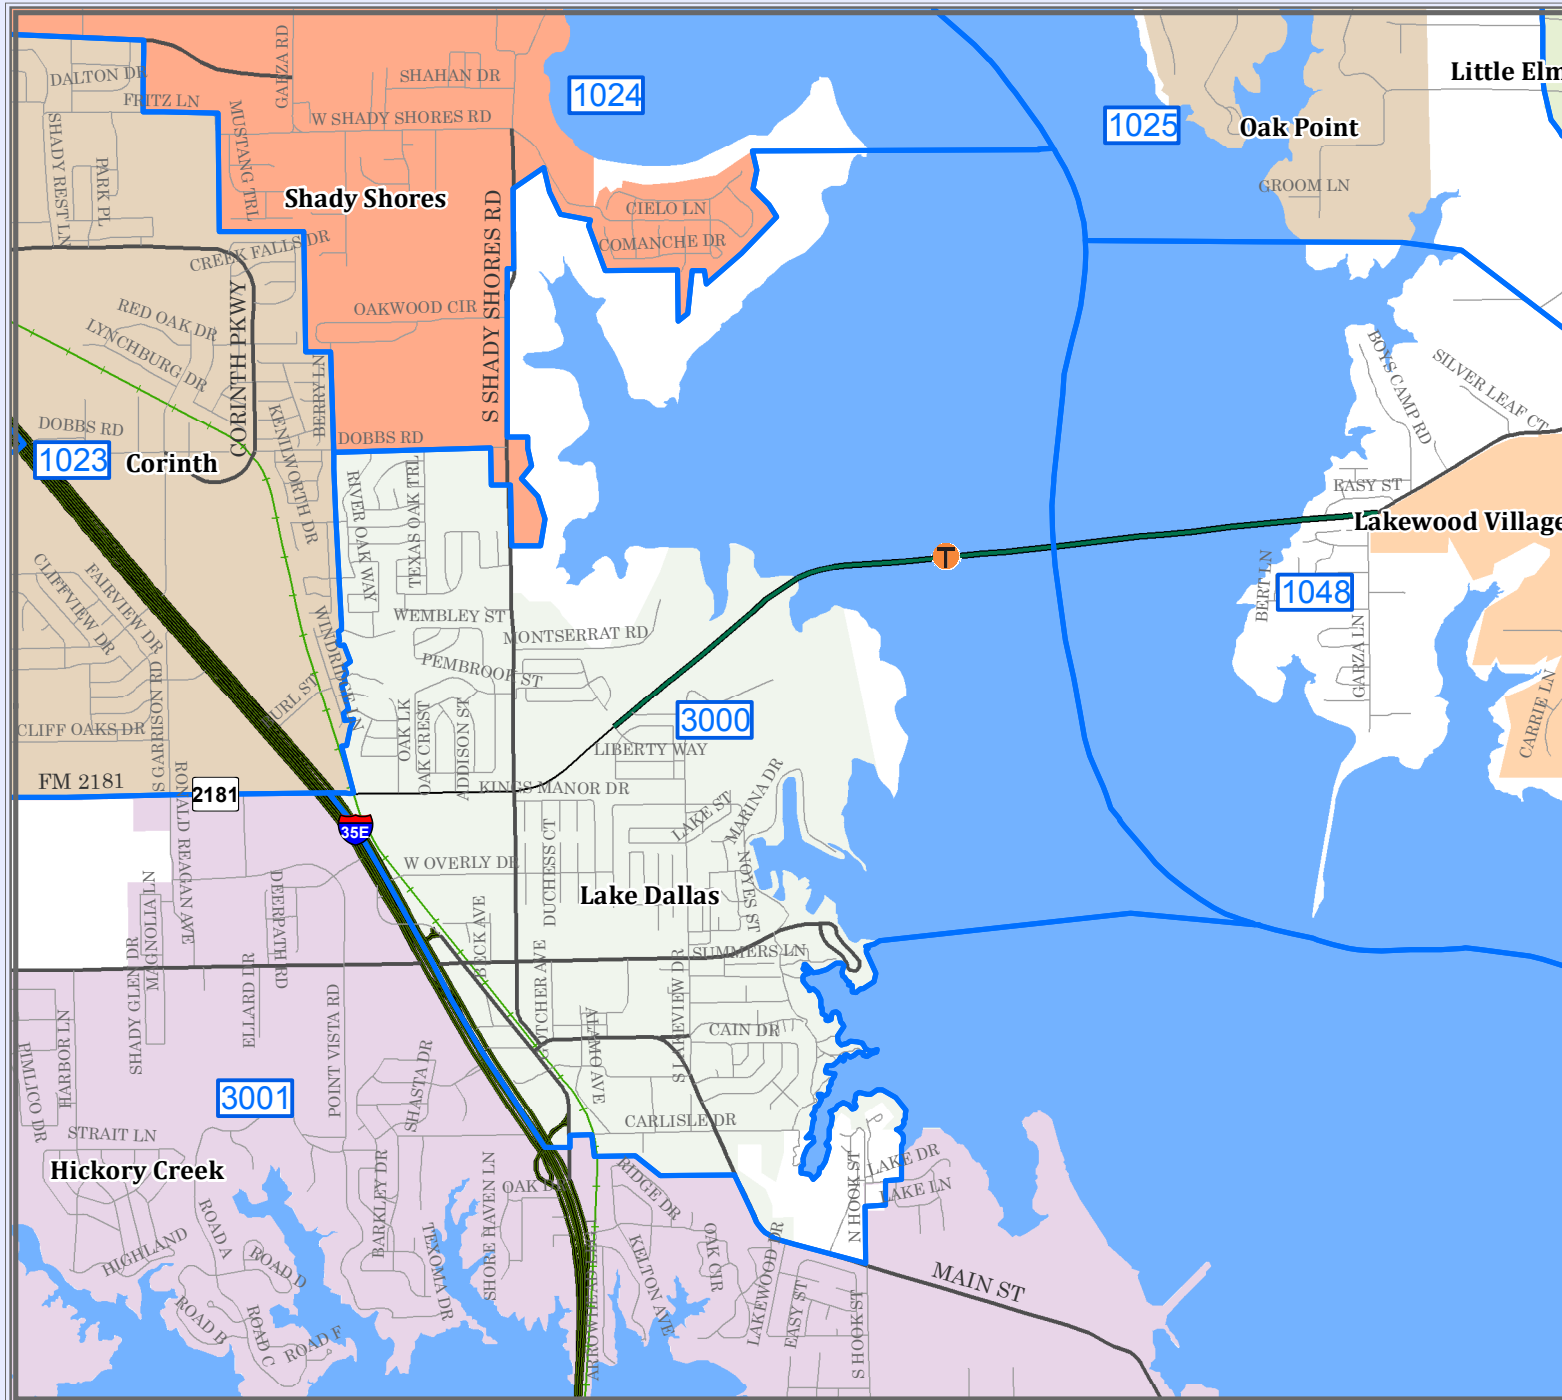 Little Elm
DALTON DR
GARZA RD
SHAHAN DR
1024
FRITZ LN
MUSTANG TRL
W SHADY SHORES RD
1025
Oak Point
SHADY REST LN
PARK PL
Shady Shores
S SHADY SHORES RD
CIELO LN
COMANCHE DR
GROOM LN
CREEK FALLS DR
CORINTH PKWY
RED OAK DR
LYNCHBURG DR
OAKWOOD CIR
BERRY LN
BOYS CAMP RD
SILVER LEAF CT
DOBBS RD
KENILWORTH DR
DOBBS RD
1023
Corinth
RIVER OAK WAY
TEXAS OAK TRL
EASY ST
Lakewood Village
T
CLIFFVIEW DR
FAIRVIEW DR
WINDRIDGE LN
WEMBLEY ST
MONTSERRAT RD
BERT LN
1048
GARZA LN
PEMBROOK ST
S GARRISON RD
OAK LK
OAK CREST
ADDISON ST
3000
CARRIE LN
CLIFF OAKS DR
LIBERTY WAY
FM 2181
2181
KINGS MANOR DR
RONALD REAGAN AVE
LAKE ST
MARINA DR
35E
W OVERLY DR
DUCHESS CT
NOYES ST
Lake Dallas
MAGNOLIA LN
DEERPATH RD
BECK AVE
SHADY GLEN DR
ELLARD DR
GOTCHER AVE
SUMMERS LN
S LAKEVIEW DR
HARBOR LN
POINT VISTA RD
ALAMO AVE
CAIN DR
PIMLICO DR
SHASTA DR
3001
CARLISLE DR
STRAIT LN
Hickory Creek
BARKLEY DR
SHORE HAVEN LN
RIDGE DR
N HOOK ST
LAKE DR
LAKE LN
ROAD A
HIGHLAND
ROAD D
TEXOMA DR
KELTON AVE
OAK CIR
LAKEWOOD DR
MAIN ST
ROAD B
ROAD C
ROAD F
EASY ST
S HOOK ST